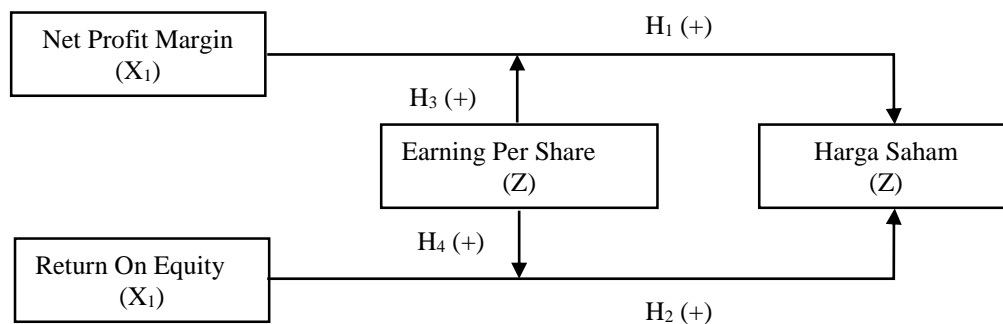 H₁ (+)
Net Profit Margin
(X₁)
H₃ (+)
Earning Per Share
(Z)
Harga Saham
(Z)
H₄ (+)
Return On Equity
(X₁)
H₂ (+)